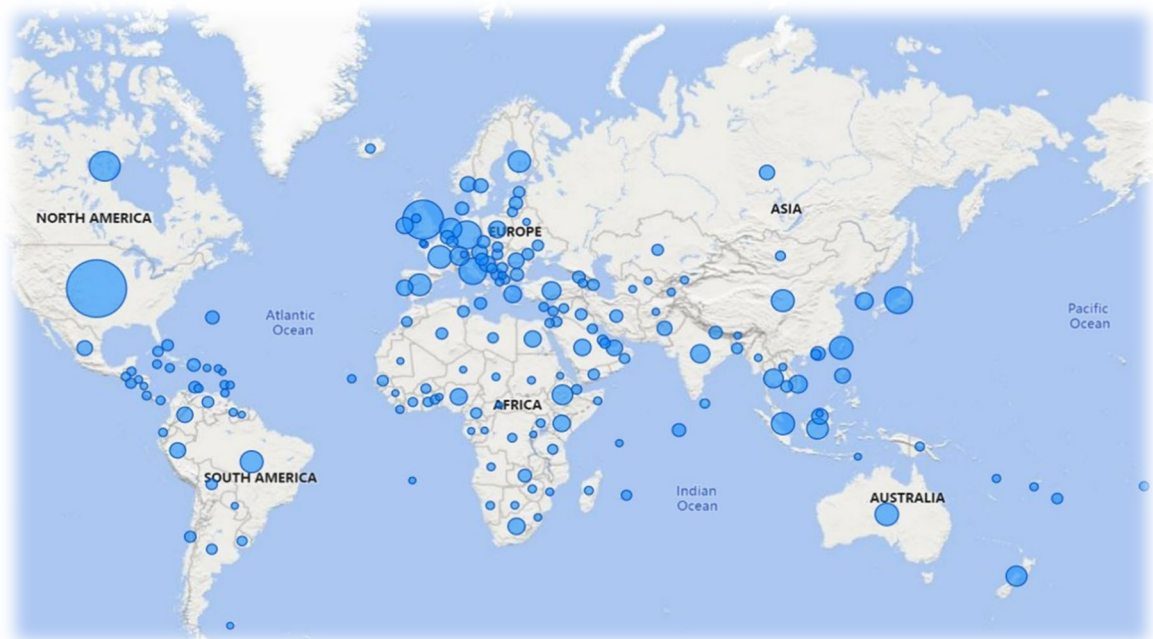 ASIA
NORTH AMERICA
EUROPE
Atlantic
Ocean
Pacific
Ocean
AFRICA
SOUTH AMERICA
Indian
Ocean
AUSTRALIA